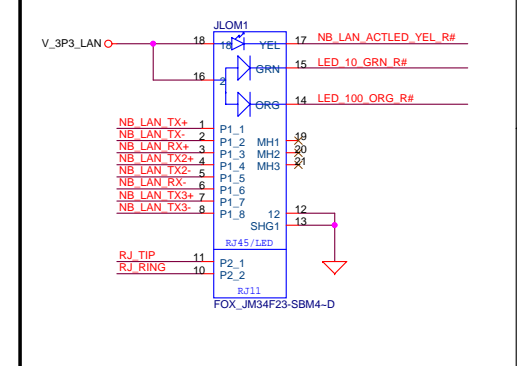 JLOM1
V_3P3_LAN 18 18 YEL 17 NB_LAN_ACTLED_YEL_R#
GRN 15 LED_10_GRN_R#
16 2
ORG 14 LED_100_ORG_R#
NB_LAN_TX+ 1 P1_1
NB_LAN_TX- 2 P1_2 MH1 19
NB_LAN_RX+ 3 P1_3 MH2 20
NB_LAN_TX2+ 4 P1_4 MH3 21
NB_LAN_TX2- 5 P1_5
NB_LAN_RX- 6 P1_6
NB_LAN_TX3+ 7 P1_7
NB_LAN_TX3- 8 P1_8 12 12
SHG1 13
RJ45/LED
RJ_TIP 11 P2_1
RJ_RING 10 P2_2
RJ11
FOX_JM34F23-SBM4~D